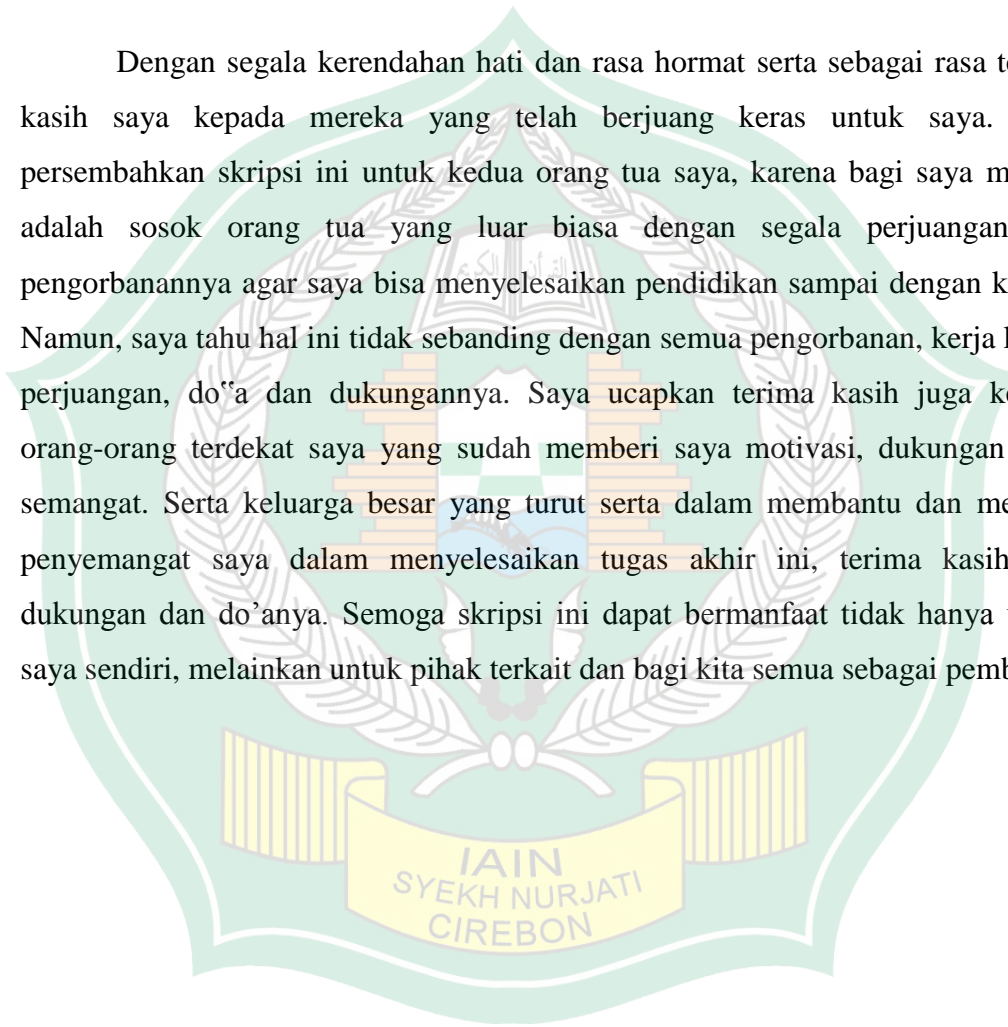 Dengan segala kerendahan hati dan rasa hormat serta sebagai rasa te
kasih saya kepada mereka yang telah berjuang keras untuk saya.
persembahkan skripsi ini untuk kedua orang tua saya, karena bagi saya m
adalah sosok orang tua yang luar biasa dengan segala perjuangan
pengorbanannya agar saya bisa menyelesaikan pendidikan sampai dengan k
Namun, saya tahu hal ini tidak sebanding dengan semua pengorbanan, kerja
perjuangan, do‟a dan dukungannya. Saya ucapkan terima kasih juga k
orang-orang terdekat saya yang sudah memberi saya motivasi, dukungan
semangat. Serta keluarga besar yang turut serta dalam membantu dan me
penyemangat saya dalam menyelesaikan tugas akhir ini, terima kasih
dukungan dan do’anya. Semoga skripsi ini dapat bermanfaat tidak hanya
saya sendiri, melainkan untuk pihak terkait dan bagi kita semua sebagai pemb
القرآن الكريم
IAIN
SYEKH NURJATI
CIREBON